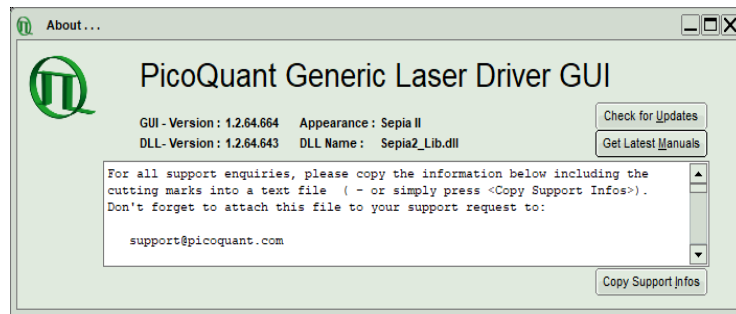 About . . .
PicoQuant Generic Laser Driver GUI
GUI - Version : 1.2.64.664 Appearance : Sepia II
Check for Updates
DLL- Version : 1.2.64.643 DLL Name : Sepia2_Lib.dll
Get Latest Manuals
For all support enquiries, please copy the information below including the
cutting marks into a text file ( - or simply press <Copy Support Infos>).
Don't forget to attach this file to your support request to:
support@picoquant.com
Copy Support Infos